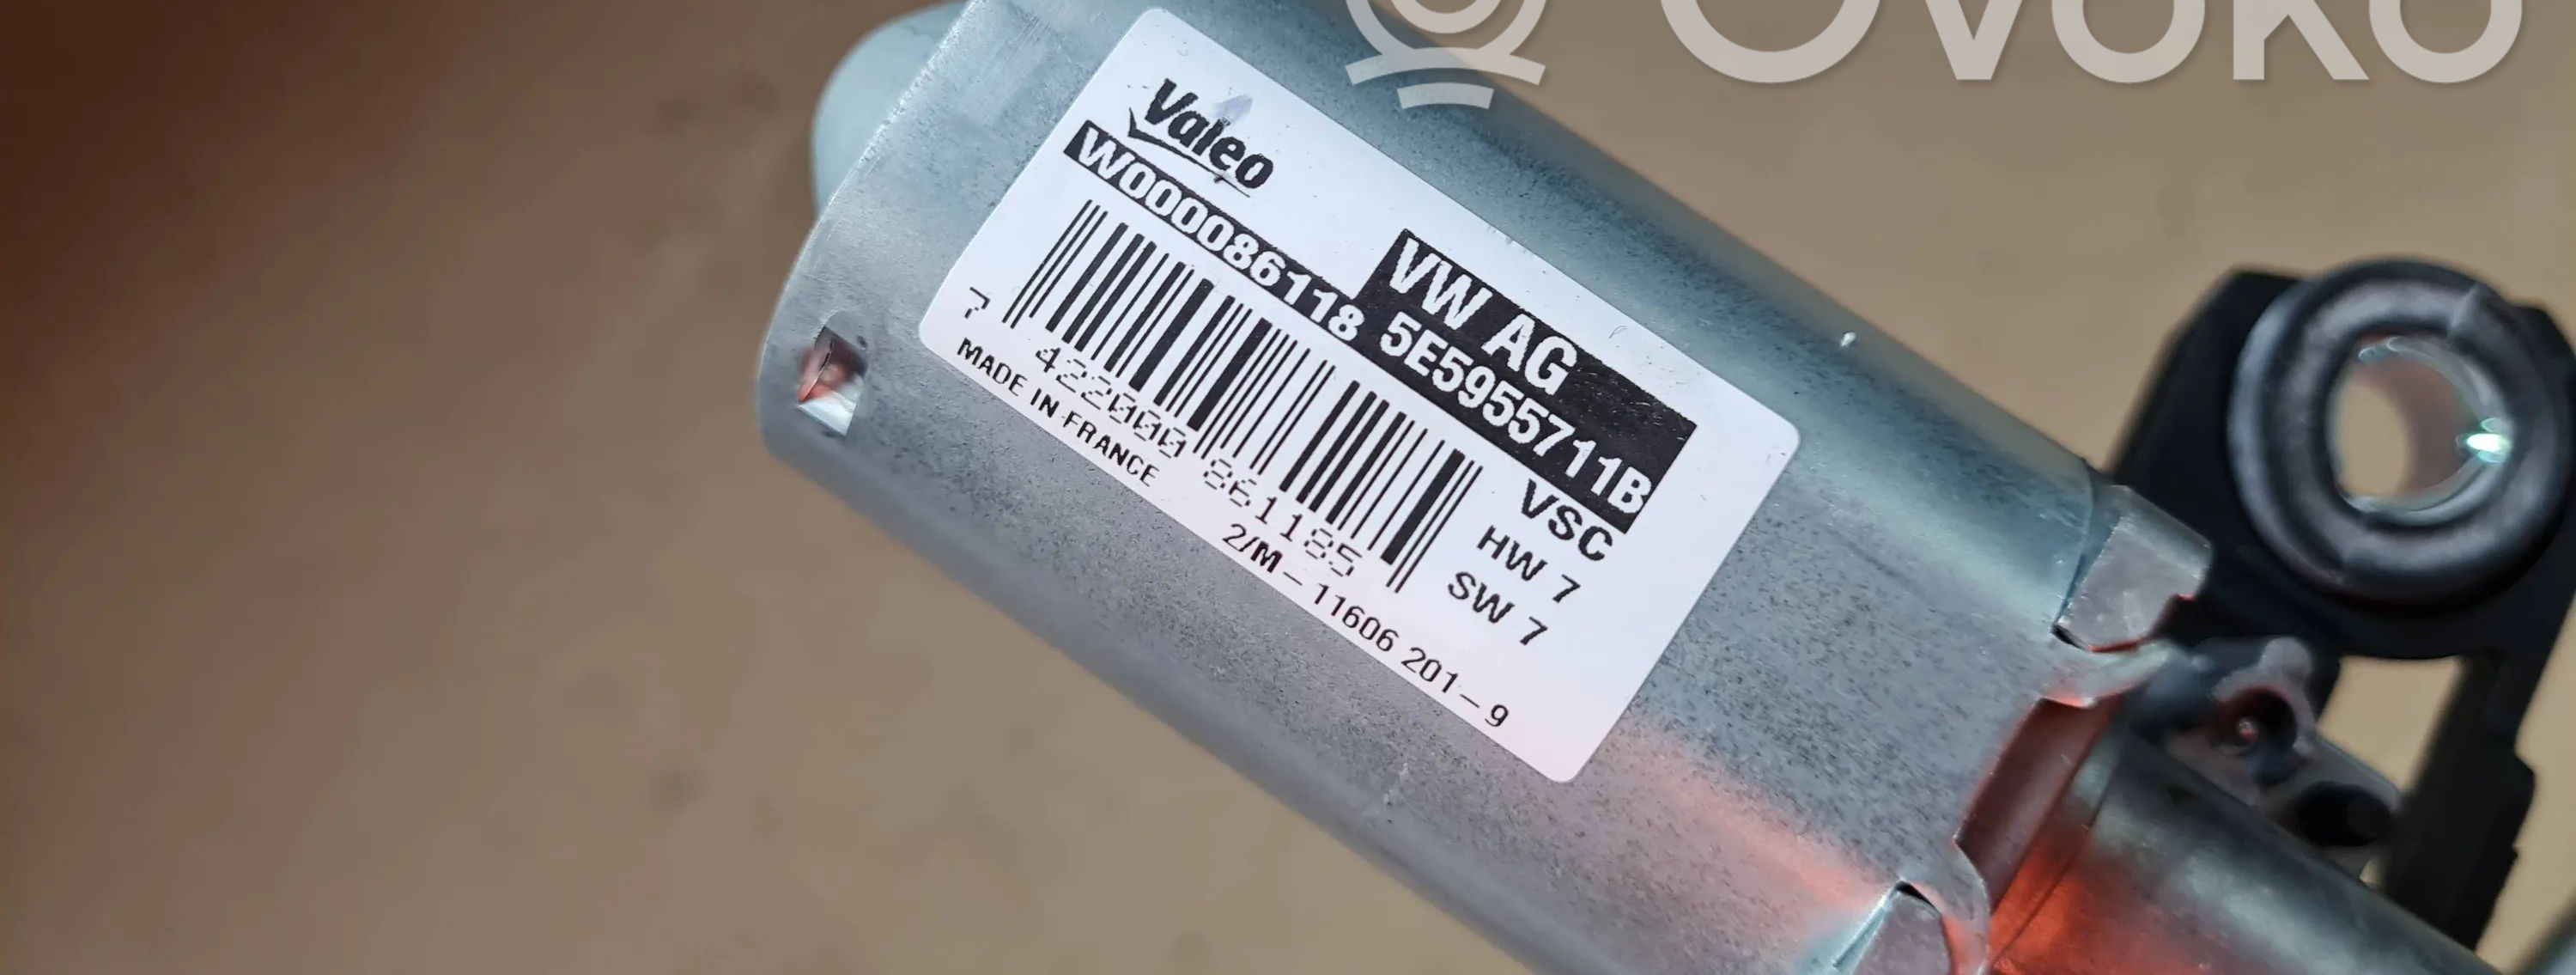 OVOKO
Valeo
VW AG
W000086118 5E5955711B
VSC
HW 7
SW 7
7 422000 861185
MADE IN FRANCE
2/M - 11606 201 - 9